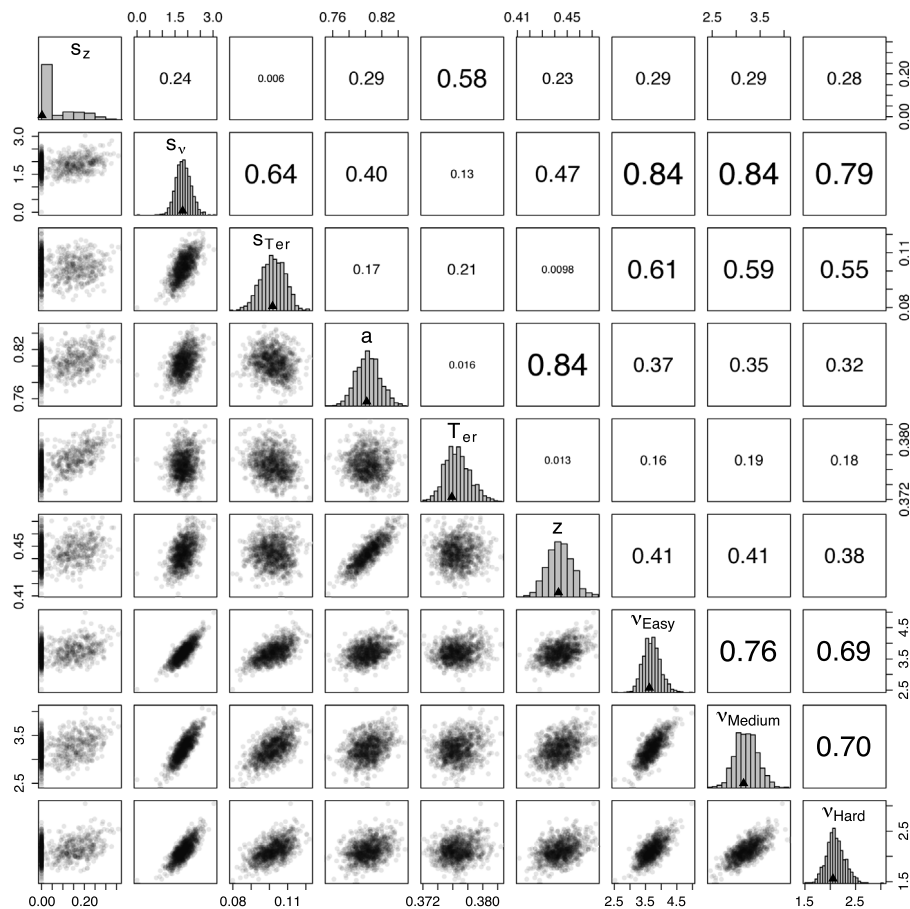 0.0 1.5 3.0 0.76 0.82 0.41 0.45 2.5 3.5
sz 0.24 0.006 0.29 0.58 0.23 0.29 0.29 0.28 0.00 0.20
0.0 1.5 3.0 sν 0.64 0.40 0.13 0.47 0.84 0.84 0.79
sTer 0.17 0.21 0.0098 0.61 0.59 0.55 0.08 0.11
0.76 0.82 a 0.016 0.84 0.37 0.35 0.32
Ter 0.013 0.16 0.19 0.18 0.372 0.380
0.41 0.45 z 0.41 0.41 0.38
νEasy 0.76 0.69 2.5 3.5 4.5
2.5 3.5 νMedium 0.70
νHard 1.5 2.5
0.00 0.20 0.08 0.11 0.372 0.380 2.5 3.5 4.5 1.5 2.5